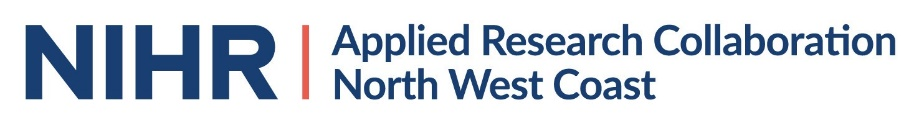 NIHR
Applied Research Collaboration
North West Coast